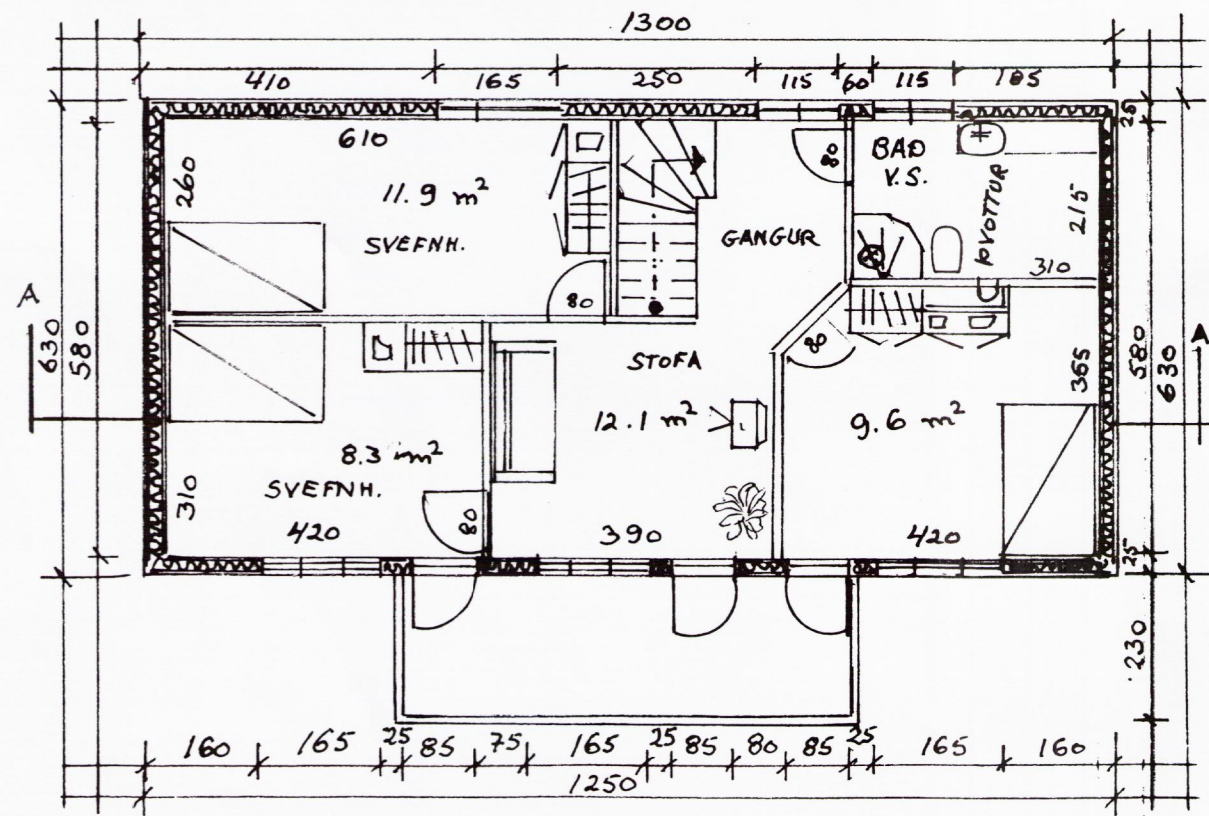 1300
410 165 250 115 60 115 185
25
610
260
11.9 m²
SVEFNH.
80
BAÐ
V.S.
ÞVOTTUR
215
GANGUR
310
80
A
630
580
80
STOFA
12.1 m²
9.6 m²
365
580
630
A
8.3 m²
SVEFNH.
310
80
420
390
420
25
230
160 165 25 85 75 165 25 85 80 85 25 165 160
1250